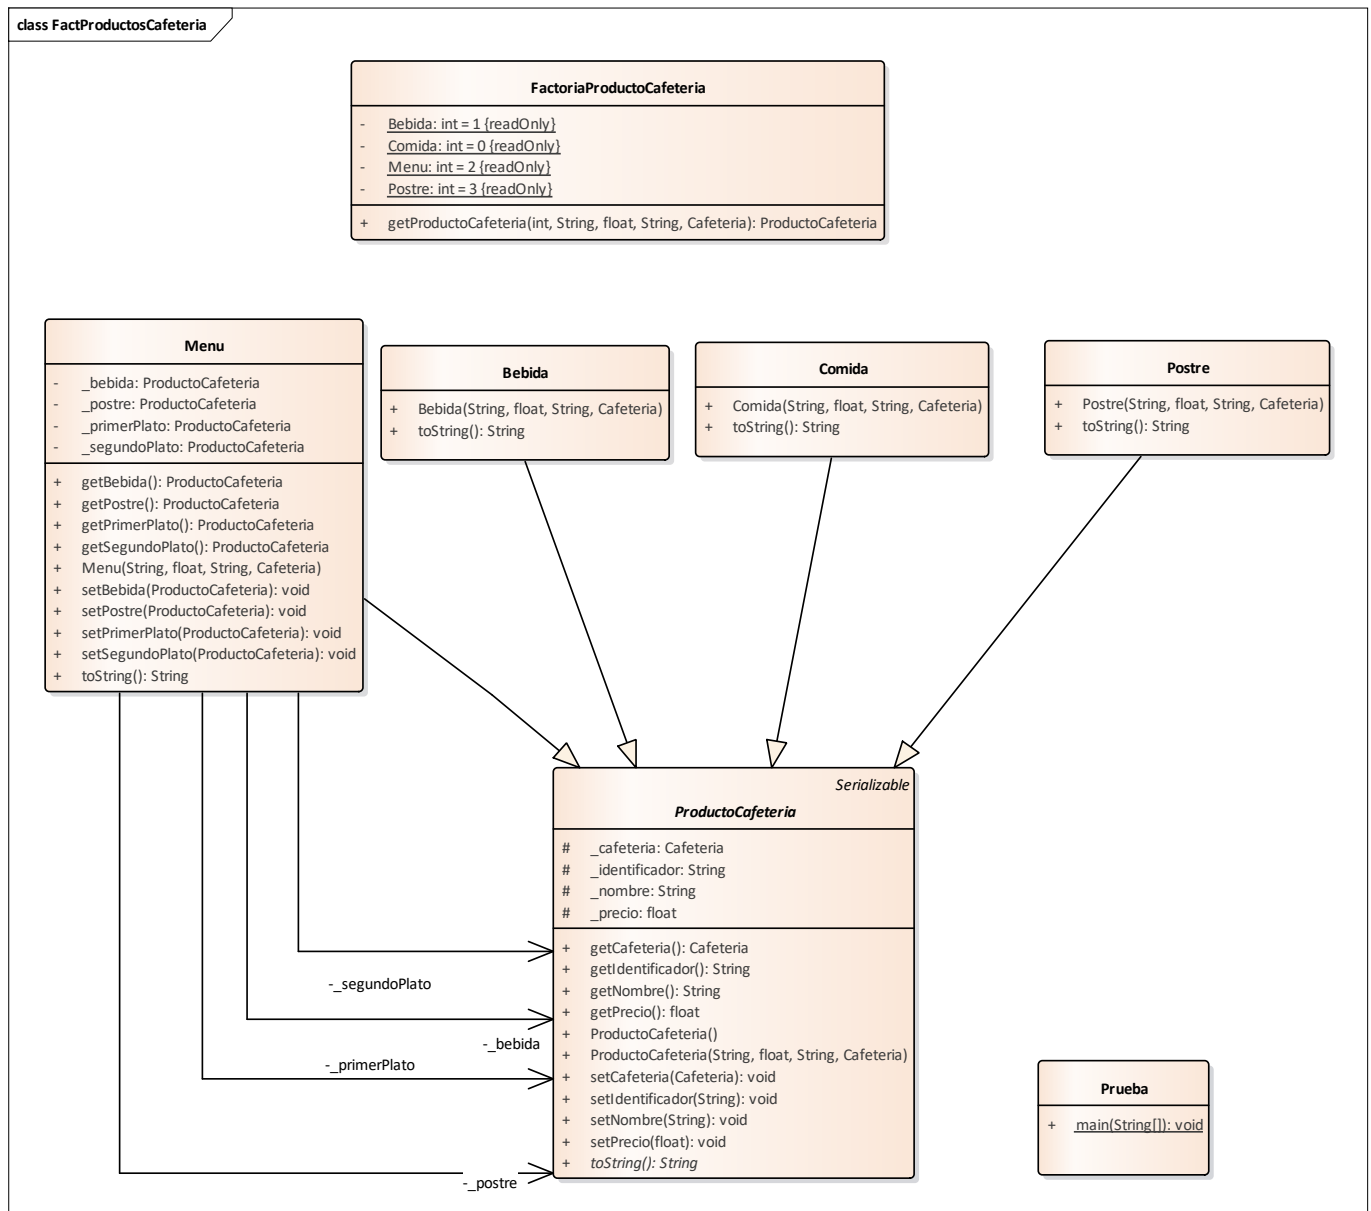 class FactProductosCafeteria
FactoriaProductoCafeteria
- Bebida: int = 1 {readOnly}
- Comida: int = 0 {readOnly}
- Menu: int = 2 {readOnly}
- Postre: int = 3 {readOnly}
+ getProductoCafeteria(int, String, float, String, Cafeteria): ProductoCafeteria
Menu
- _bebida: ProductoCafeteria
- _postre: ProductoCafeteria
- _primerPlato: ProductoCafeteria
- _segundoPlato: ProductoCafeteria
+ getBebida(): ProductoCafeteria
+ getPostre(): ProductoCafeteria
+ getPrimerPlato(): ProductoCafeteria
+ getSegundoPlato(): ProductoCafeteria
+ Menu(String, float, String, Cafeteria)
+ setBebida(ProductoCafeteria): void
+ setPostre(ProductoCafeteria): void
+ setPrimerPlato(ProductoCafeteria): void
+ setSegundoPlato(ProductoCafeteria): void
+ toString(): String
Bebida
+ Bebida(String, float, String, Cafeteria)
+ toString(): String
Comida
+ Comida(String, float, String, Cafeteria)
+ toString(): String
Postre
+ Postre(String, float, String, Cafeteria)
+ toString(): String
Serializable
ProductoCafeteria
# _cafeteria: Cafeteria
# _identificador: String
# _nombre: String
# _precio: float
+ getCafeteria(): Cafeteria
+ getIdentificador(): String
+ getNombre(): String
+ getPrecio(): float
+ ProductoCafeteria()
+ ProductoCafeteria(String, float, String, Cafeteria)
+ setCafeteria(Cafeteria): void
+ setIdentificador(String): void
+ setNombre(String): void
+ setPrecio(float): void
+ toString(): String
-_segundoPlato
-_bebida
-_primerPlato
-_postre
Prueba
+ main(String[]): void